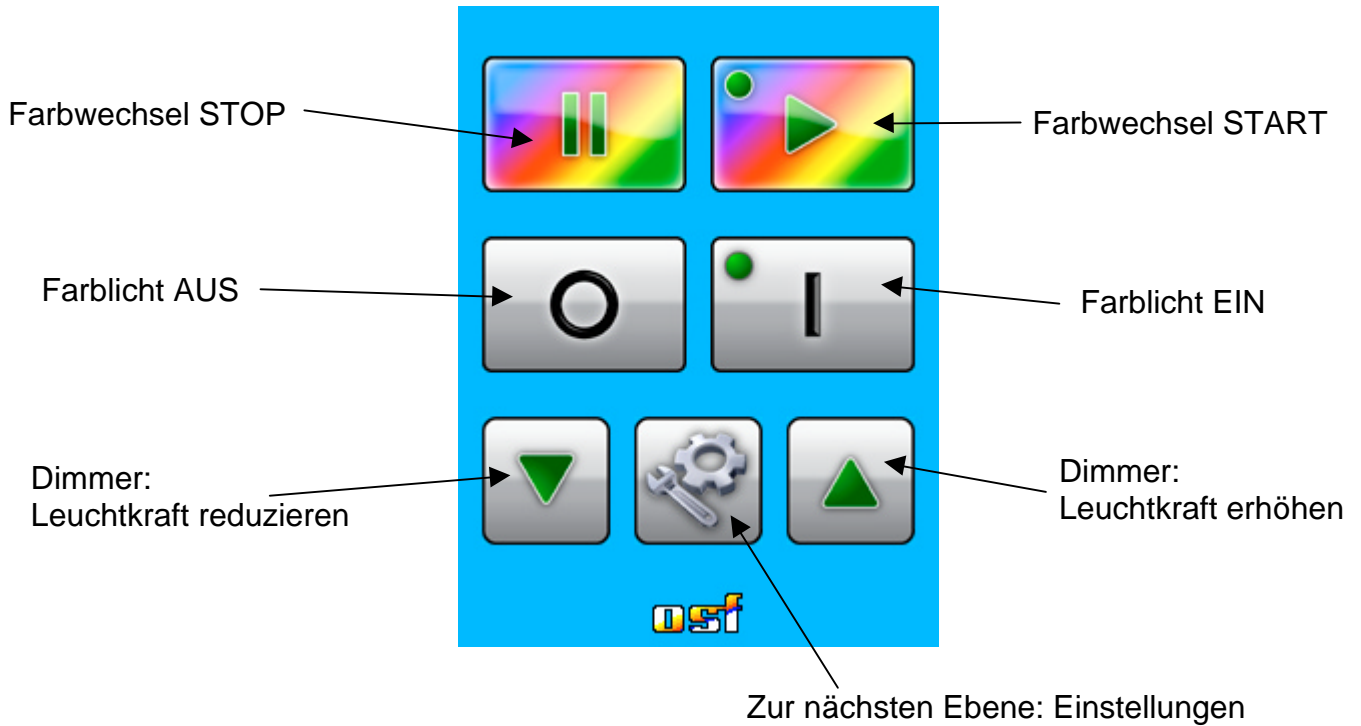 Farbwechsel STOP
Farbwechsel START
Farblicht AUS
Farblicht EIN
Dimmer:
Leuchtkraft reduzieren
Dimmer:
Leuchtkraft erhöhen
osf
Zur nächsten Ebene: Einstellungen